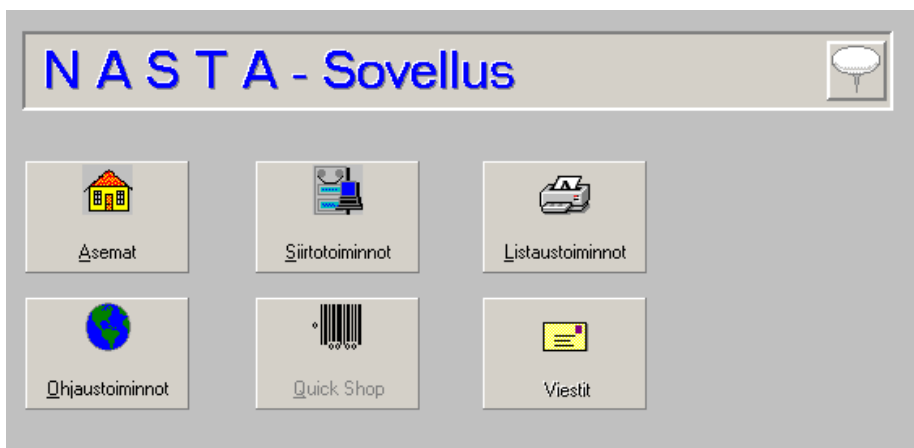 N A S T A - Sovellus
Asemat
Siirtotoiminnot
Listaustoiminnot
Ohjaustoiminnot
Quick Shop
Viestit